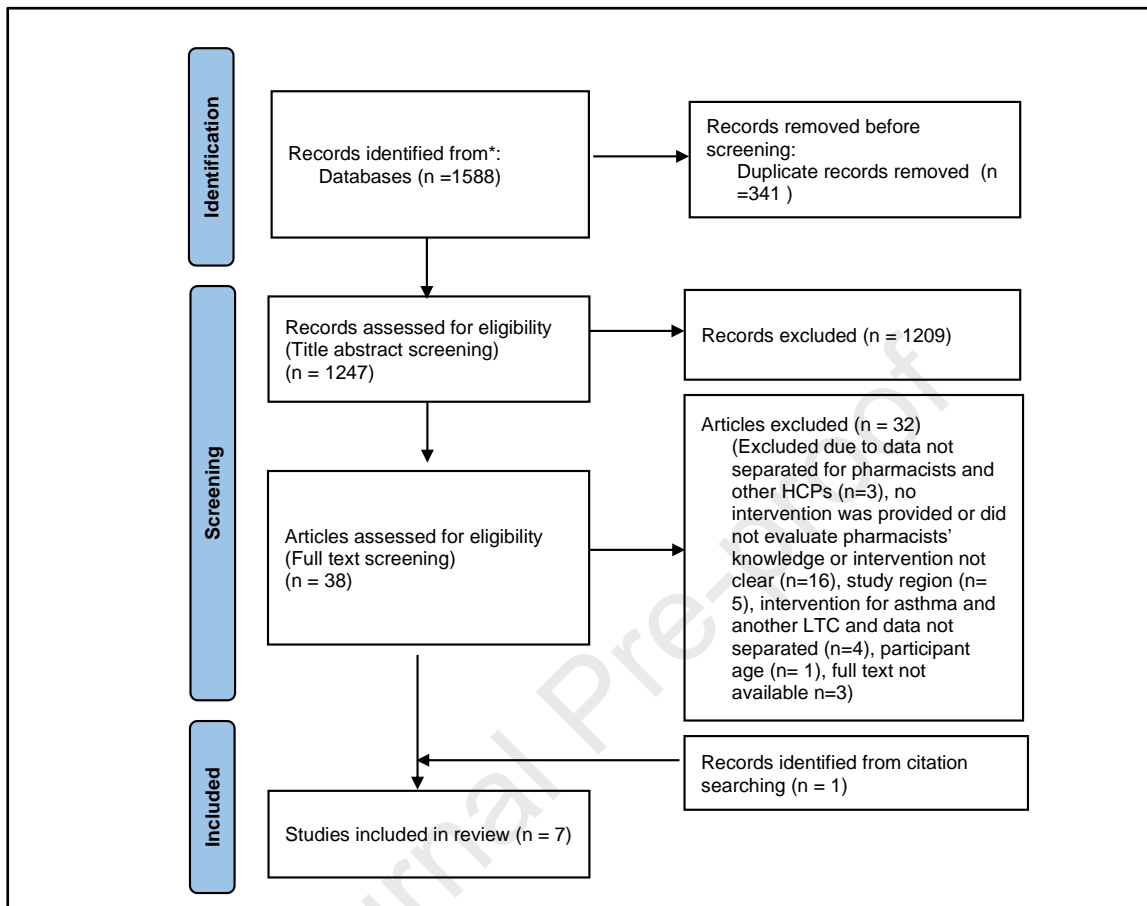 Identification
Records identified from*:
Databases (n =1588)
Records removed before
screening:
Duplicate records removed (n
=341 )
Screening
Records assessed for eligibility
(Title abstract screening)
(n = 1247)
Records excluded (n = 1209)
Articles assessed for eligibility
(Full text screening)
(n = 38)
Articles excluded (n = 32)
(Excluded due to data not
separated for pharmacists and
other HCPs (n=3), no
intervention was provided or did
not evaluate pharmacists’
knowledge or intervention not
clear (n=16), study region (n=
5), intervention for asthma and
another LTC and data not
separated (n=4), participant
age (n= 1), full text not
available n=3)
Included
Records identified from citation
searching (n = 1)
Studies included in review (n = 7)
urnal Pre-proof